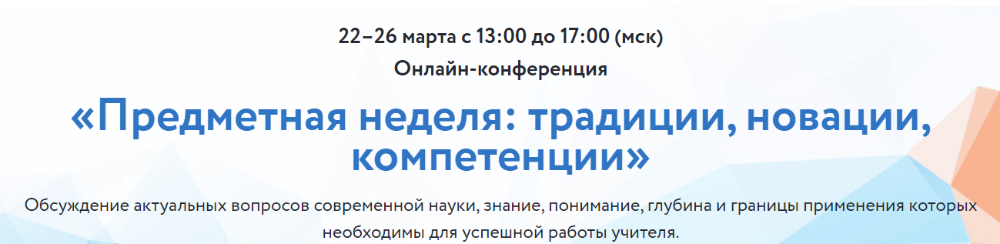 22–26 марта с 13:00 до 17:00 (мск)
Онлайн-конференция
«Предметная неделя: традиции, новации,
компетенции»
Обсуждение актуальных вопросов современной науки, знание, понимание, глубина и границы применения которых
необходимы для успешной работы учителя.